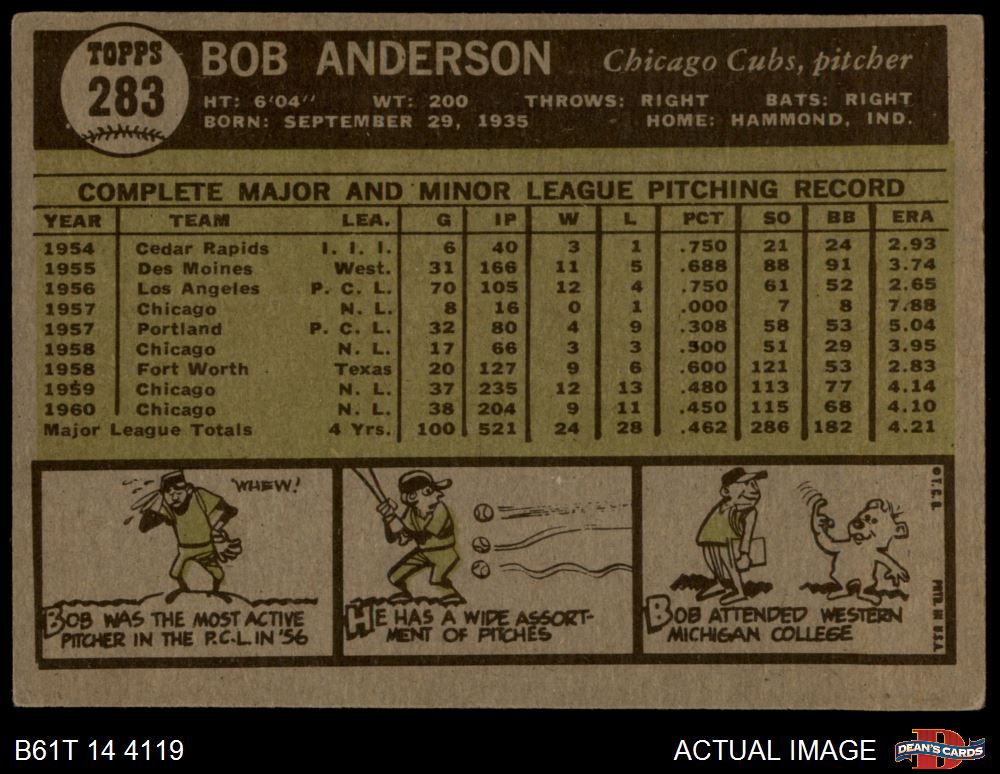 TOPPS
283
BOB ANDERSON
Chicago Cubs, pitcher
HT: 6'04" WT: 200 THROWS: RIGHT BATS: RIGHT
BORN: SEPTEMBER 29, 1935 HOME: HAMMOND, IND.
COMPLETE MAJOR AND MINOR LEAGUE PITCHING RECORD
YEAR TEAM LEA. G IP W L PCT SO BB ERA
1954 Cedar Rapids I. I. I. 6 40 3 1 .750 21 24 2.93
1955 Des Moines West. 31 166 11 5 .688 88 91 3.74
1956 Los Angeles P. C. L. 70 105 12 4 .750 61 52 2.65
1957 Chicago N. L. 8 16 0 1 .000 7 8 7.88
1957 Portland P. C. L. 32 80 4 9 .308 58 53 5.04
1958 Chicago N. L. 17 66 3 3 .500 51 29 3.95
1958 Fort Worth Texas 20 127 9 6 .600 121 53 2.83
1959 Chicago N. L. 37 235 12 13 .480 113 77 4.14
1960 Chicago N. L. 38 204 9 11 .450 115 68 4.10
Major League Totals 4 Yrs. 100 521 24 28 .462 286 182 4.21
"WHEW!
BOB WAS THE MOST ACTIVE
PITCHER IN THE P.C.L. IN '56
HE HAS A WIDE ASSORT-
MENT OF PITCHES
BOB ATTENDED WESTERN
MICHIGAN COLLEGE
© T. C. G.
PRTD. IN U.S.A.
B61T 14 4119
ACTUAL IMAGE
D
DEAN'S CARDS